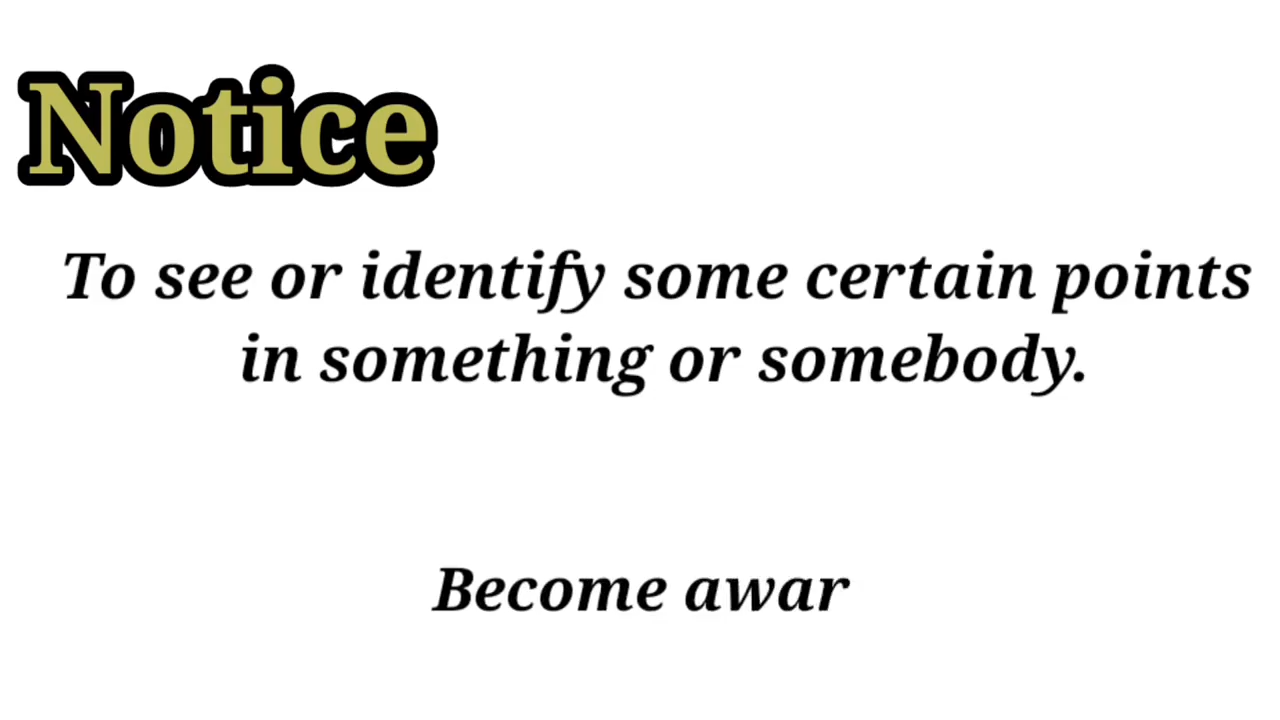 Notice
To see or identify some certain points
in something or somebody.
Become awar